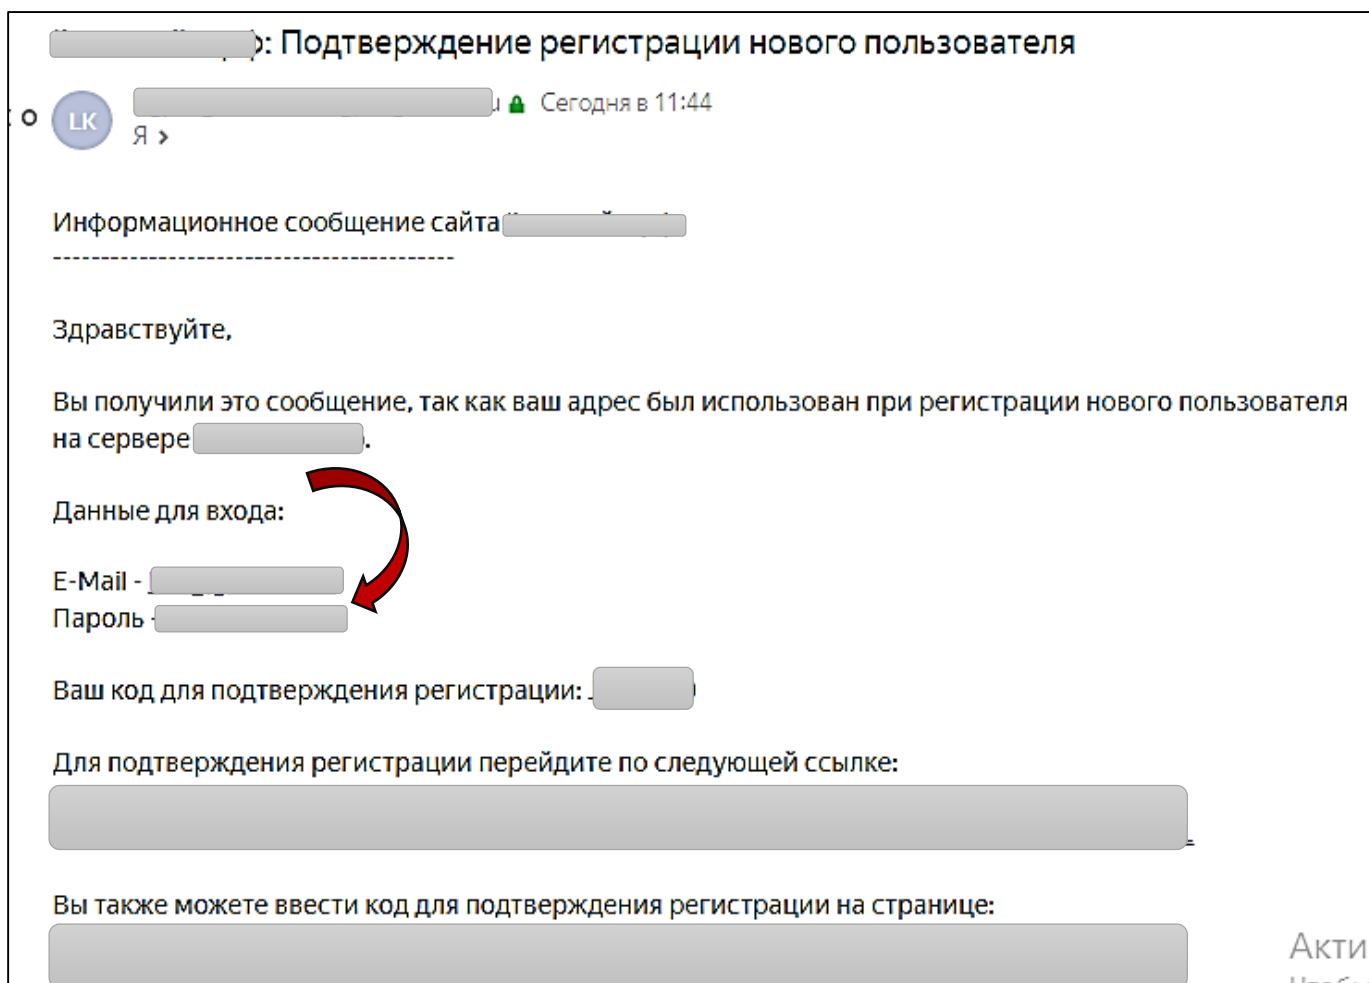 : Подтверждение регистрации нового пользователя
LK
Сегодня в 11:44
Я >
Информационное сообщение сайта
------------------------------------------
Здравствуйте,
Вы получили это сообщение, так как ваш адрес был использован при регистрации нового пользователя
на сервере .
Данные для входа:
E-Mail -
Пароль -
Ваш код для подтверждения регистрации:
Для подтверждения регистрации перейдите по следующей ссылке:
Вы также можете ввести код для подтверждения регистрации на странице:
Акти